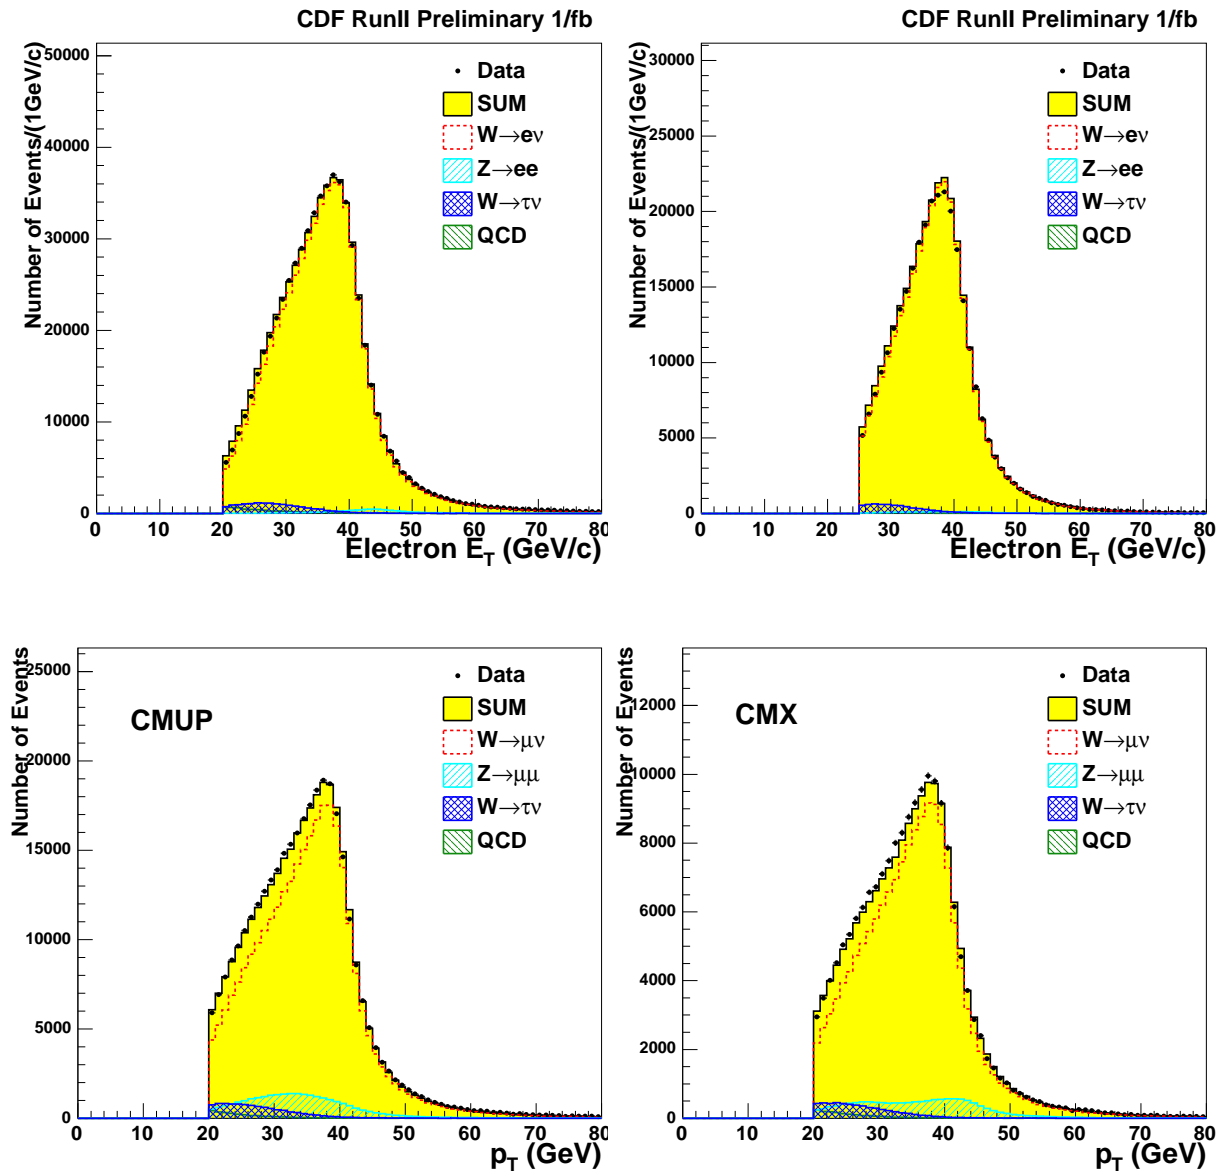 CDF RunII Preliminary 1/fb
Number of Events/(1GeV/c)
50000
40000
30000
20000
10000
0
Data
SUM
W→eν
Z→ee
W→τν
QCD
0 10 20 30 40 50 60 70 80
Electron E_T (GeV/c)
CDF RunII Preliminary 1/fb
Number of Events/(1GeV/c)
30000
25000
20000
15000
10000
5000
0
Data
SUM
W→eν
Z→ee
W→τν
QCD
0 10 20 30 40 50 60 70 80
Electron E_T (GeV/c)
Number of Events
25000
20000
15000
10000
5000
0
CMUP
Data
SUM
W→μν
Z→μμ
W→τν
QCD
0 10 20 30 40 50 60 70 80
p_T (GeV)
Number of Events
12000
10000
8000
6000
4000
2000
0
CMX
Data
SUM
W→μν
Z→μμ
W→τν
QCD
0 10 20 30 40 50 60 70 80
p_T (GeV)